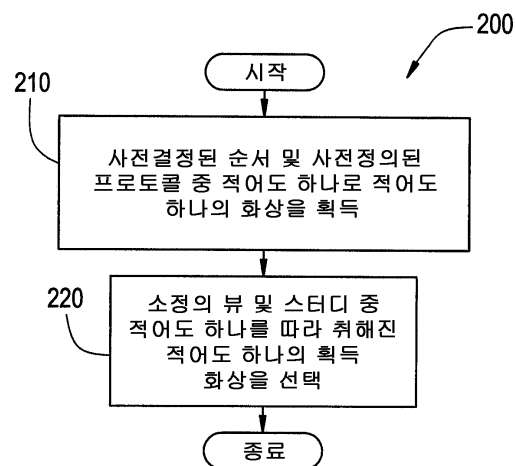 200
시작
210
사전결정된 순서 및 사전정의된
프로토콜 중 적어도 하나로 적어도
하나의 화상을 획득
220
소정의 뷰 및 스터디 중
적어도 하나를 따라 취해진
적어도 하나의 획득
화상을 선택
종료